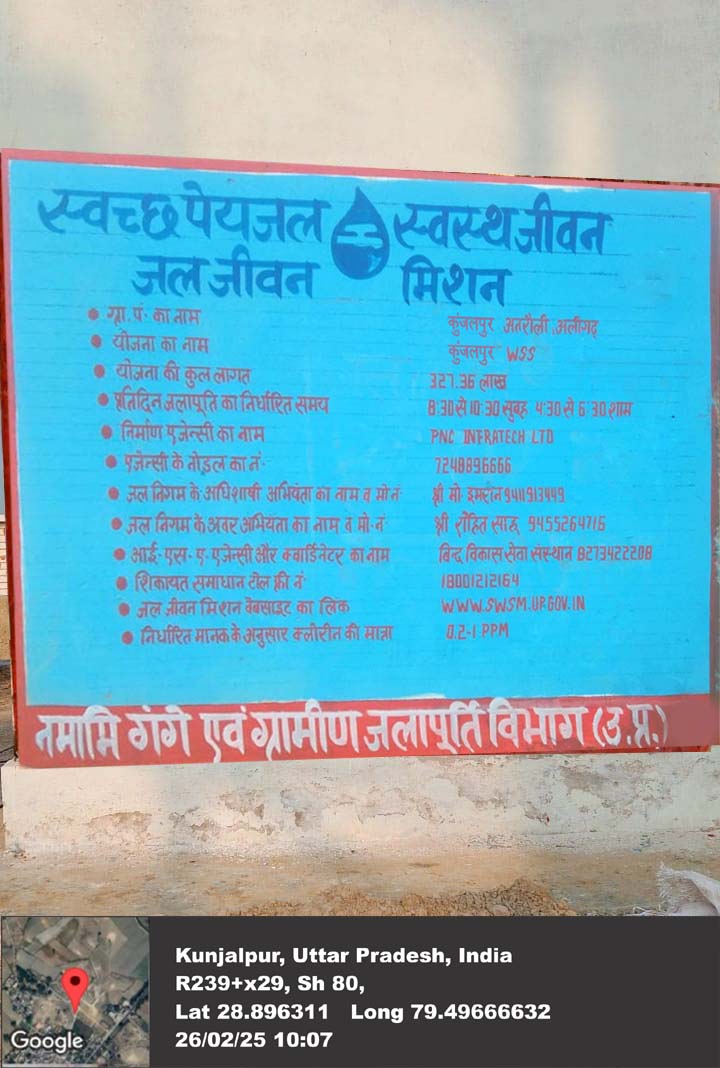 स्वच्छ पेयजल स्वस्थ जीवन
जल जीवन मिशन
• ग्रा. पं. का नाम कुंजलपुर अतरौली, अलीगढ़
• योजना का नाम कुंजलपुर WSS
• योजना की कुल लागत 327.36 लाख
• प्रतिदिन जलापूर्ति का निर्धारित समय 8:30 से 10:30 सुबह 4:30 से 6:30 शाम
• निर्माण एजेन्सी का नाम PNC INFRATECH LTD
• एजेन्सी के नोडल का नं. 7248896666
• जल निगम के अधिशाषी अभियंता का नाम व मो.नं. श्री मो. इमरान 9411913449
• जल निगम के अवर अभियंता का नाम व मो.नं. श्री रोहित साहू 9455264716
• आई.एस.ए. एजेन्सी और क्वार्डिनेटर का नाम विन्द्र विकास सेवा संस्थान 8273422208
• शिकायत समाधान टोल फ्री नं. 18001212164
• जल जीवन मिशन वेबसाइट का लिंक WWW.SWSM.UP.GOV.IN
• निर्धारित मानक के अनुसार क्लोरीन की मात्रा 0.2-1 PPM
नमामि गंगे एवं ग्रामीण जलापूर्ति विभाग (उ.प्र.)
Kunjalpur, Uttar Pradesh, India
R239+x29, Sh 80,
Lat 28.896311 Long 79.49666632
26/02/25 10:07
Google